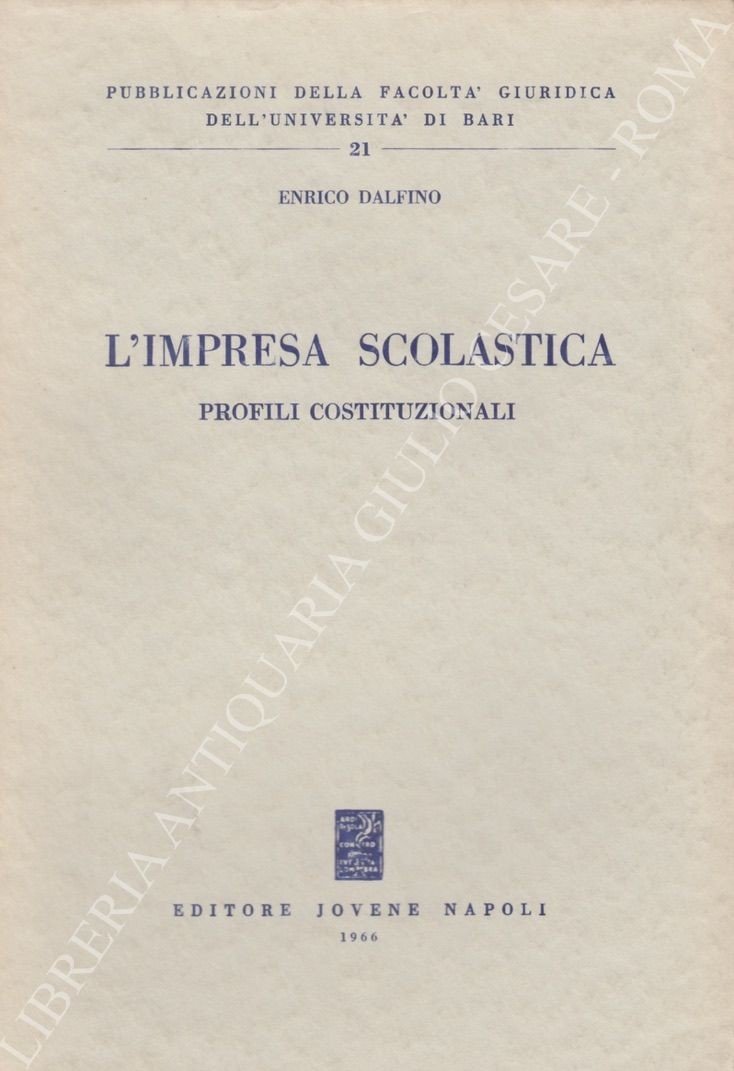 PUBBLICAZIONI DELLA FACOLTA' GIURIDICA
DELL'UNIVERSITA' DI BARI
21
ENRICO DALFINO
L'IMPRESA SCOLASTICA
PROFILI COSTITUZIONALI
EDITORE JOVENE NAPOLI
1966
LIBRERIA ANTIQUARIA GIULIO CESARE - ROMA